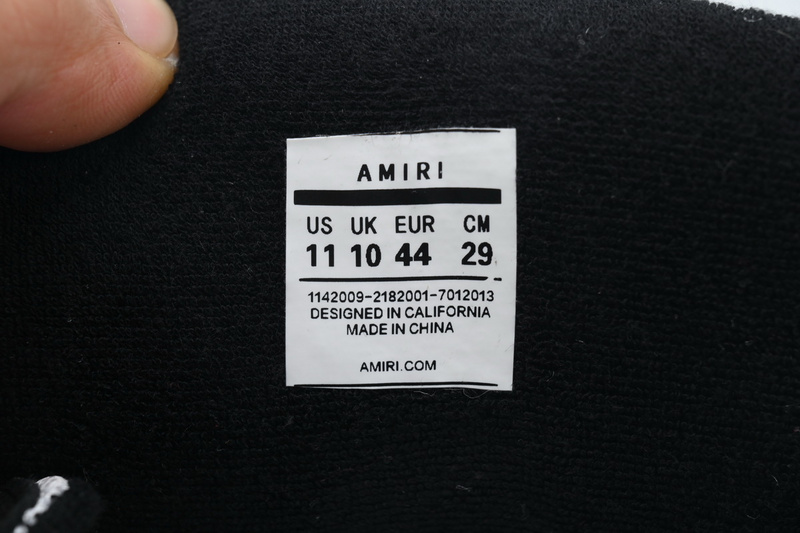 AMIRI
US UK EUR CM
11 10 44 29
1142009-2182001-7012013
DESIGNED IN CALIFORNIA
MADE IN CHINA
AMIRI.COM